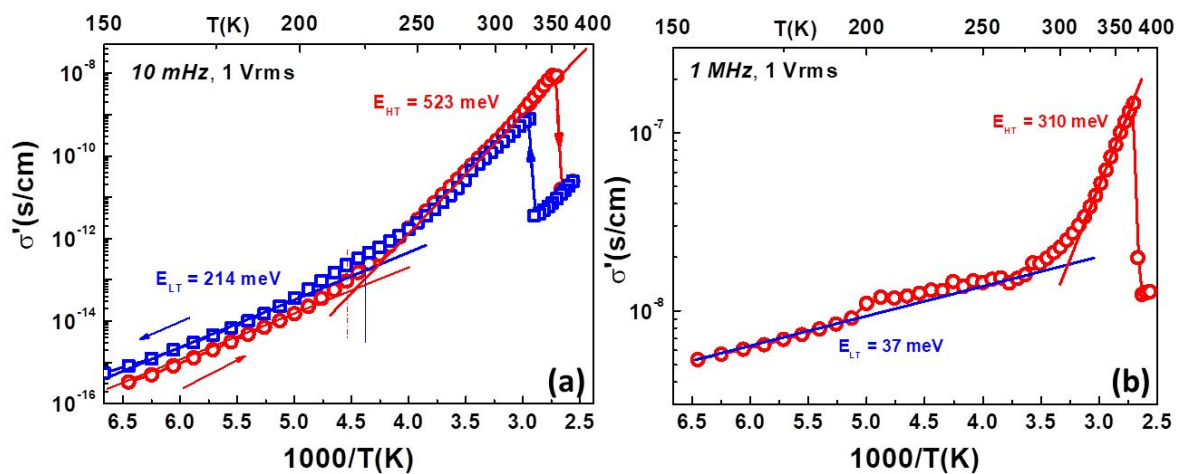 T(K)
150 200 250 300 350 400
10 mHz, 1 Vrms
E_HT = 523 meV
E_LT = 214 meV
(a)
σ'(s/cm)
10⁻⁸
10⁻¹⁰
10⁻¹²
10⁻¹⁴
10⁻¹⁶
6.5 6.0 5.5 5.0 4.5 4.0 3.5 3.0 2.5
1000/T(K)
T(K)
150 200 250 300 350 400
1 MHz, 1 Vrms
E_HT = 310 meV
E_LT = 37 meV
(b)
σ'(s/cm)
10⁻⁷
10⁻⁸
6.5 6.0 5.5 5.0 4.5 4.0 3.5 3.0 2.5
1000/T(K)